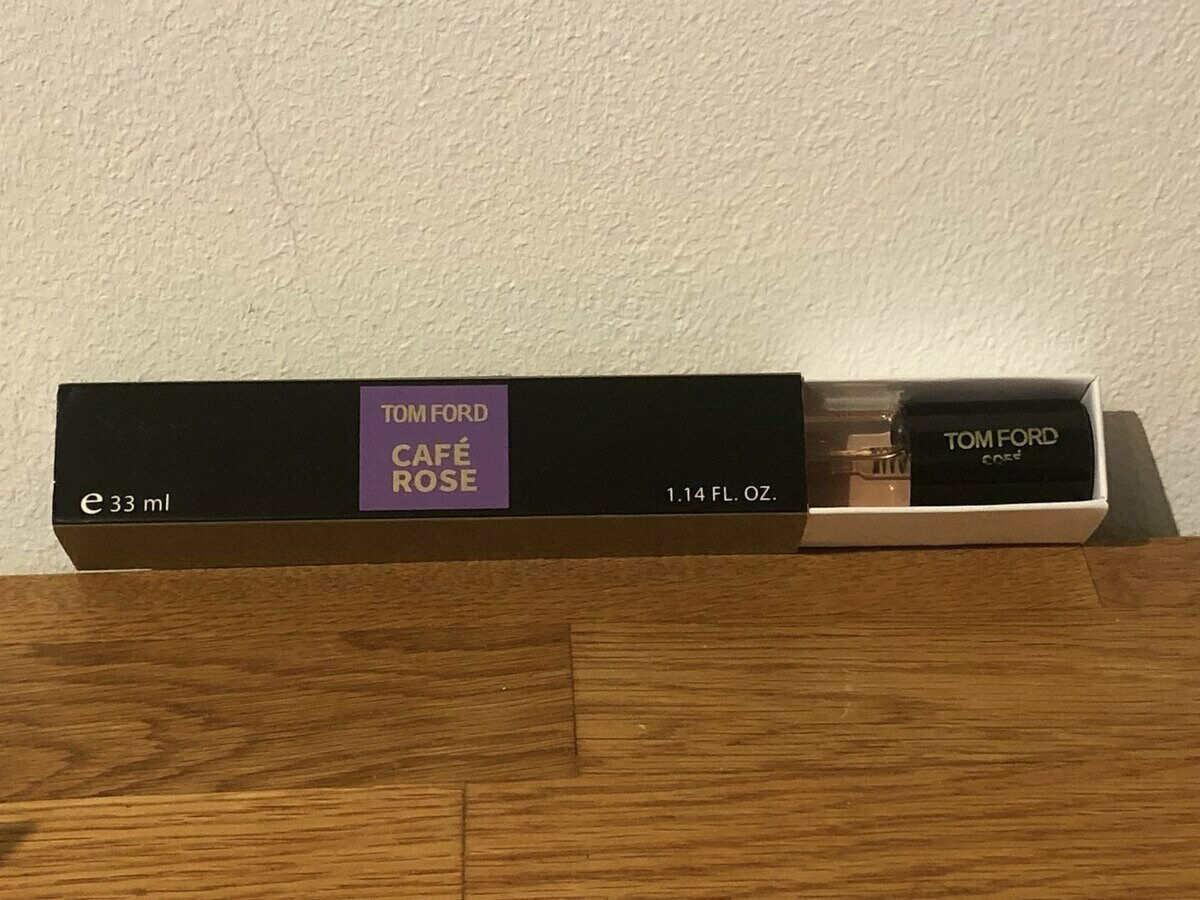 TOM FORD
CAFÉ
ROSE
e 33 ml
1.14 FL. OZ.
TOM FORD